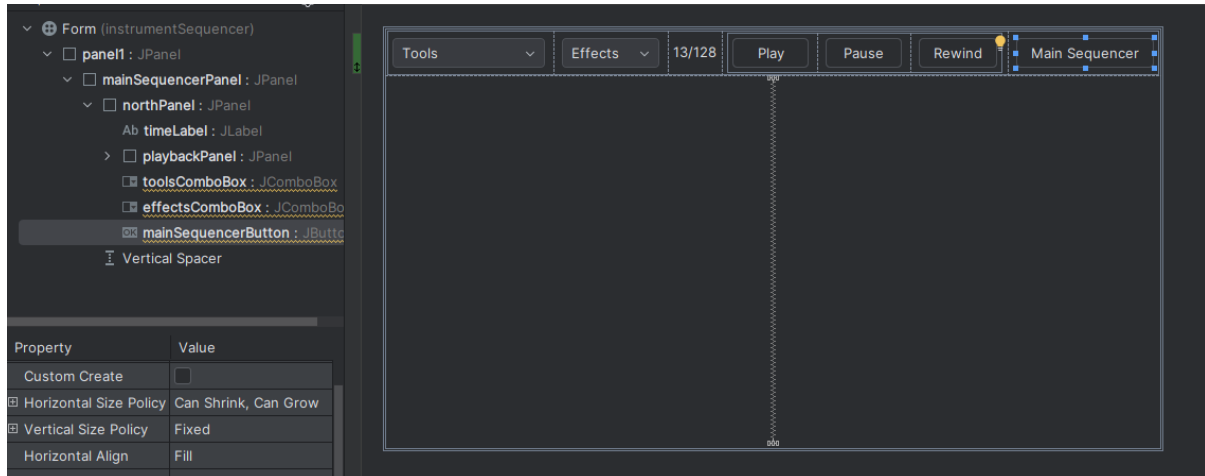 Form (instrumentSequencer)
panel1 : JPanel
mainSequencerPanel : JPanel
northPanel : JPanel
Ab timeLabel : JLabel
playbackPanel : JPanel
toolsComboBox : JComboBox
effectsComboBox : JComboBo
OK mainSequencerButton : JButto
Vertical Spacer
Property Value
Custom Create
Horizontal Size Policy Can Shrink, Can Grow
Vertical Size Policy Fixed
Horizontal Align Fill
Tools Effects 13/128 Play Pause Rewind Main Sequencer